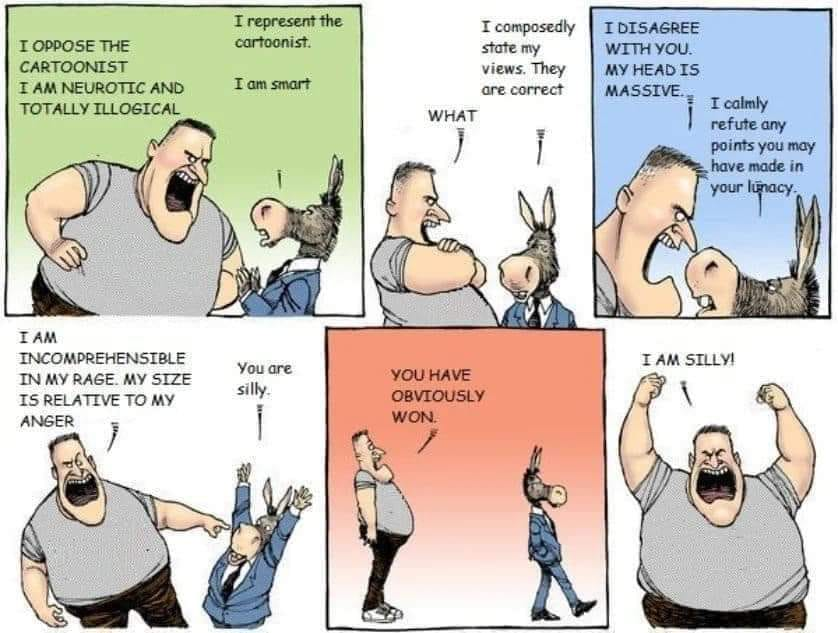 I OPPOSE THE
CARTOONIST
I AM NEUROTIC AND
TOTALLY ILLOGICAL
I represent the
cartoonist.
I am smart
WHAT
I composedly
state my
views. They
are correct
I DISAGREE
WITH YOU.
MY HEAD IS
MASSIVE.
I calmly
refute any
points you may
have made in
your lunacy.
I AM
INCOMPREHENSIBLE
IN MY RAGE. MY SIZE
IS RELATIVE TO MY
ANGER
You are
silly.
YOU HAVE
OBVIOUSLY
WON.
I AM SILLY!